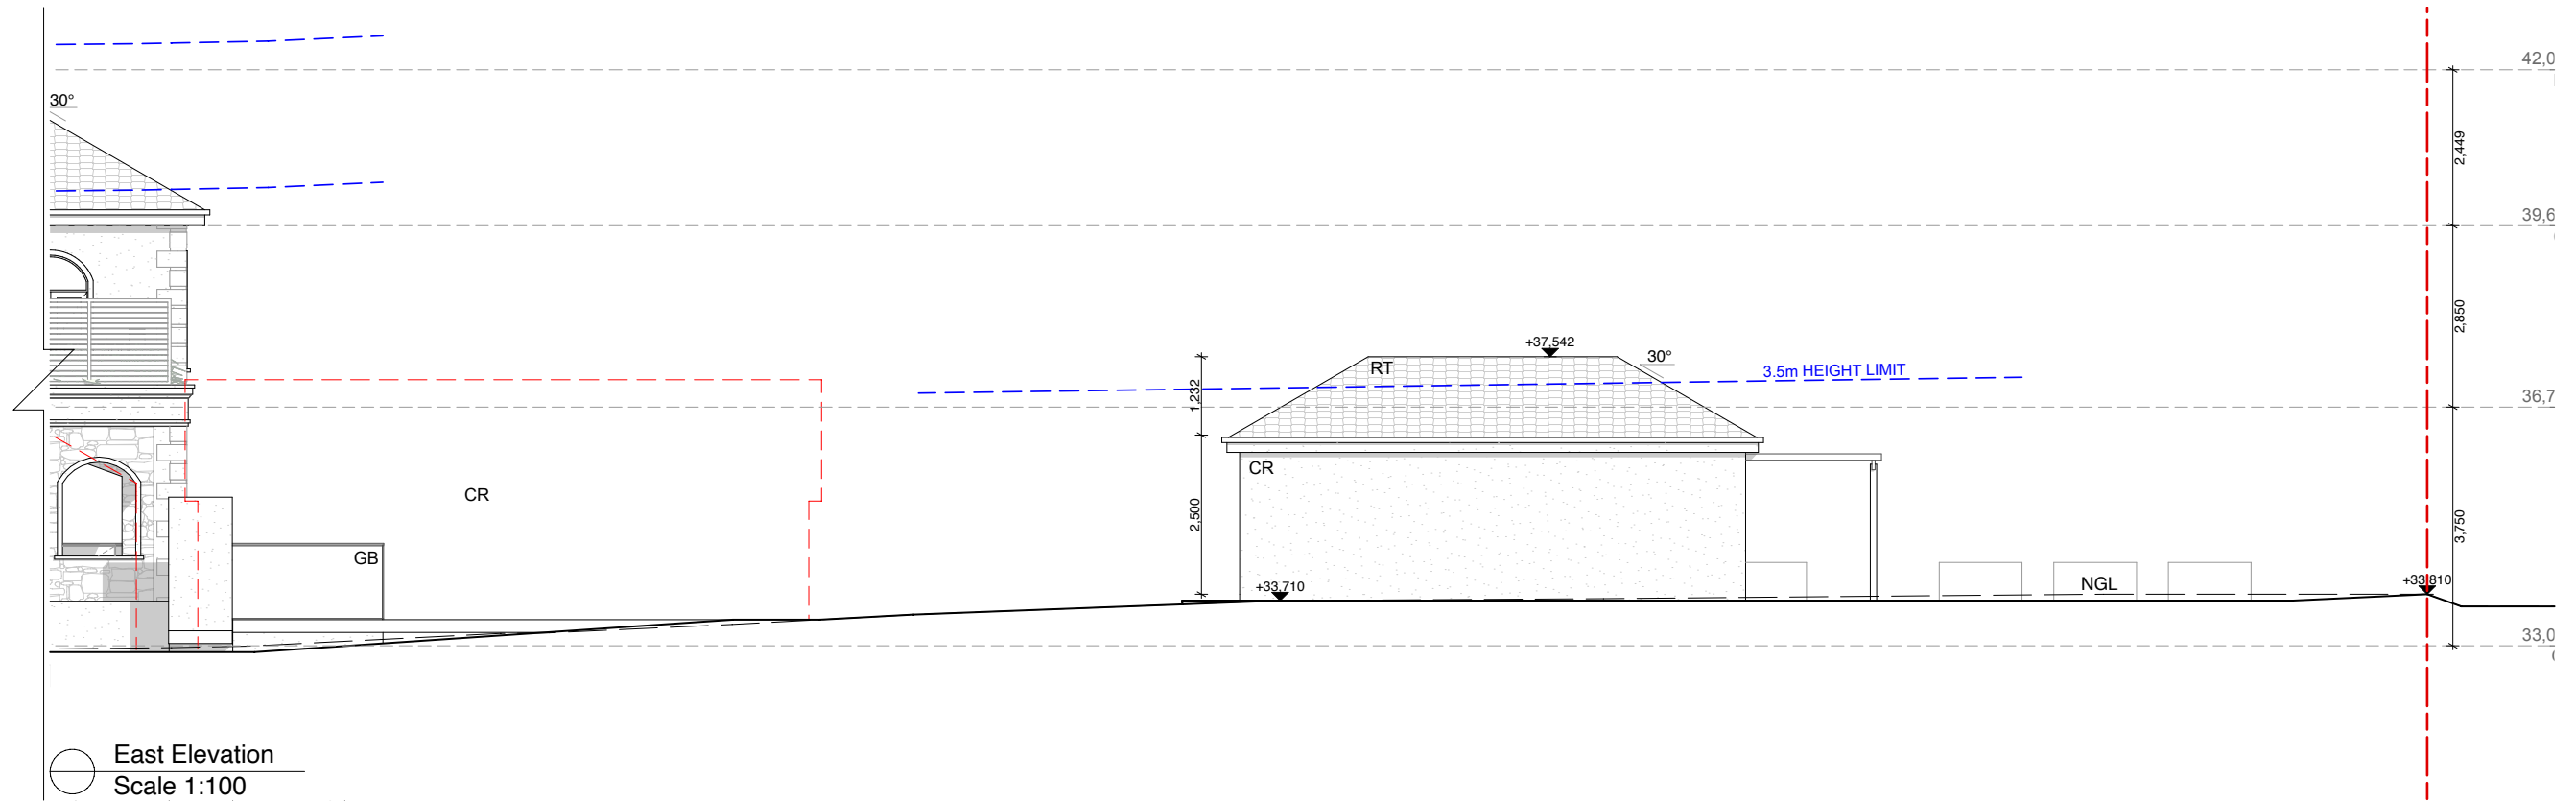 42,0
30°
2,449
39,6
2,850
+37,542
30°
RT
3.5m HEIGHT LIMIT
1,232
36,7
CR
CR
2,500
3,750
GB
+33,710
NGL
+33,810
33,0
East Elevation
Scale 1:100